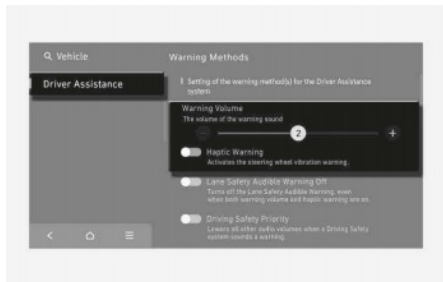 Vehicle
Warning Methods
Driver Assistance
Setting of the warning method(s) for the Driver Assistance
system
Warning Volume
The volume of the warning sound
2
Haptic Warning
Activates the steering wheel vibration warning.
Lane Safety Audible Warning Off
Turns off the Lane Safety Audible Warning, even
when both warning volume and haptic warning are on.
Driving Safety Priority
Lowers all other audio volumes when a Driving Safety
system sounds a warning.